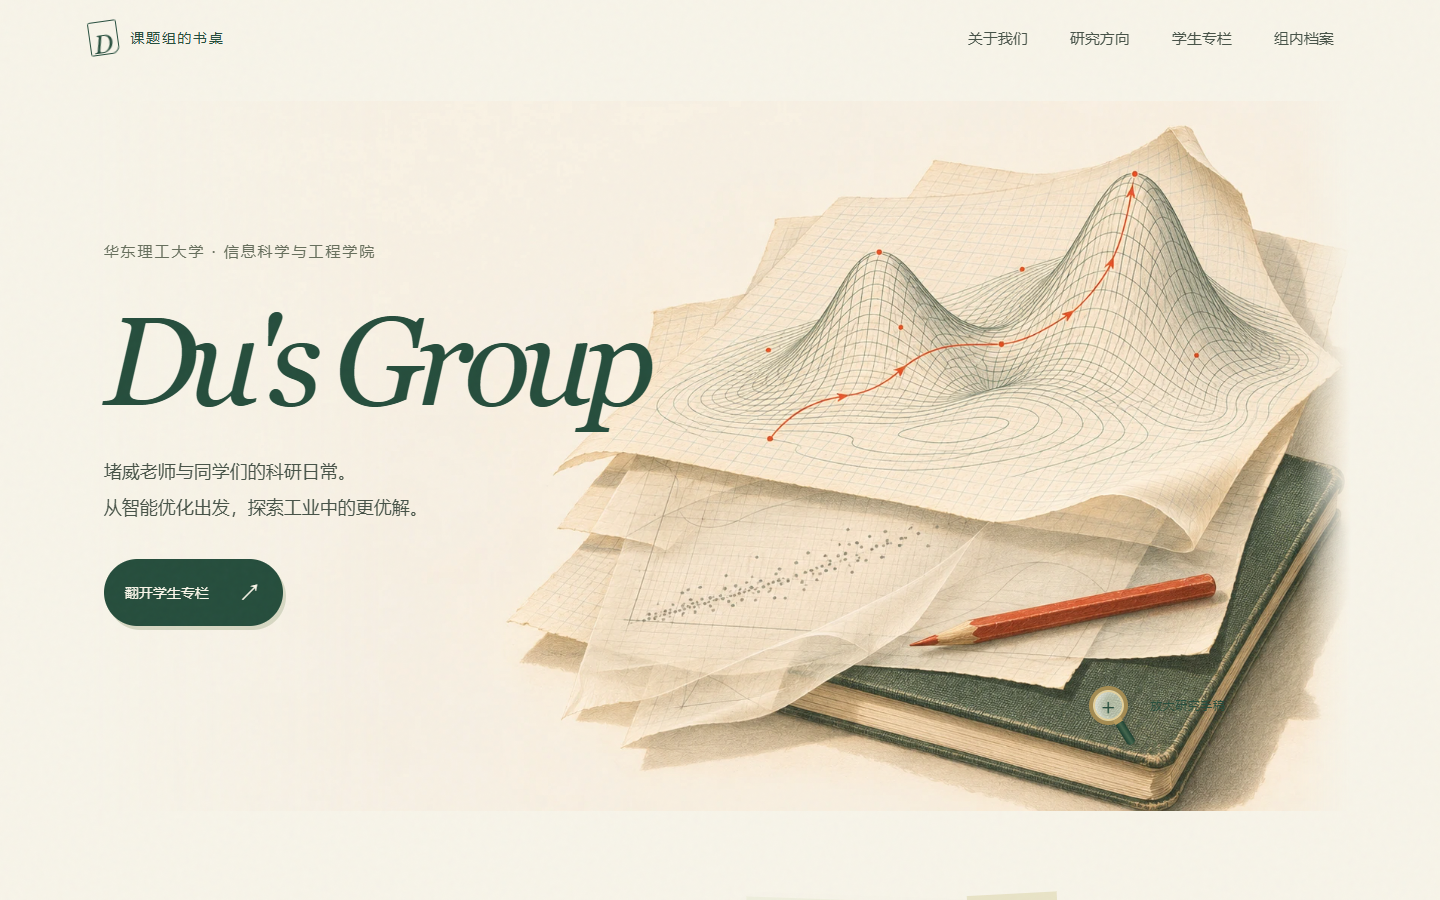 D 课题组的书桌
关于我们 研究方向 学生专栏 组内档案
华东理工大学 · 信息科学与工程学院
Du's Group
堵威老师与同学们的科研日常。
从智能优化出发，探索工业中的更优解。
翻开学生专栏 ↗